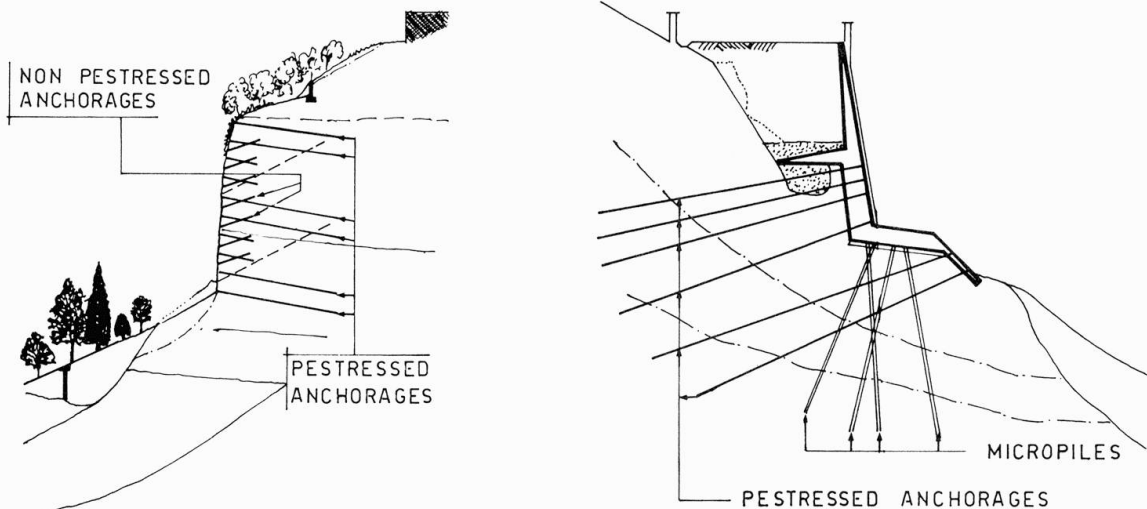 NON PESTRESSED
ANCHORAGES
PESTRESSED
ANCHORAGES
MICROPILES
PESTRESSED ANCHORAGES